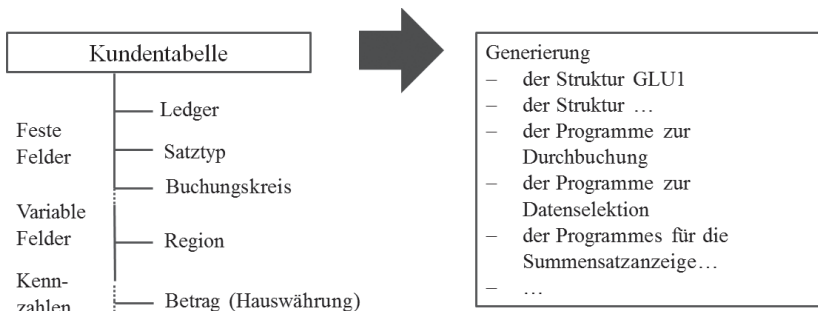 Kundentabelle
Feste
Felder
Variable
Felder
Kenn-
zahlen
Ledger
Satztyp
Buchungskreis
Region
Betrag (Hauswährung)
Generierung
– der Struktur GLU1
– der Struktur …
– der Programme zur
Durchbuchung
– der Programme zur
Datenselektion
– der Programmes für die
Summensatzanzeige…
– …